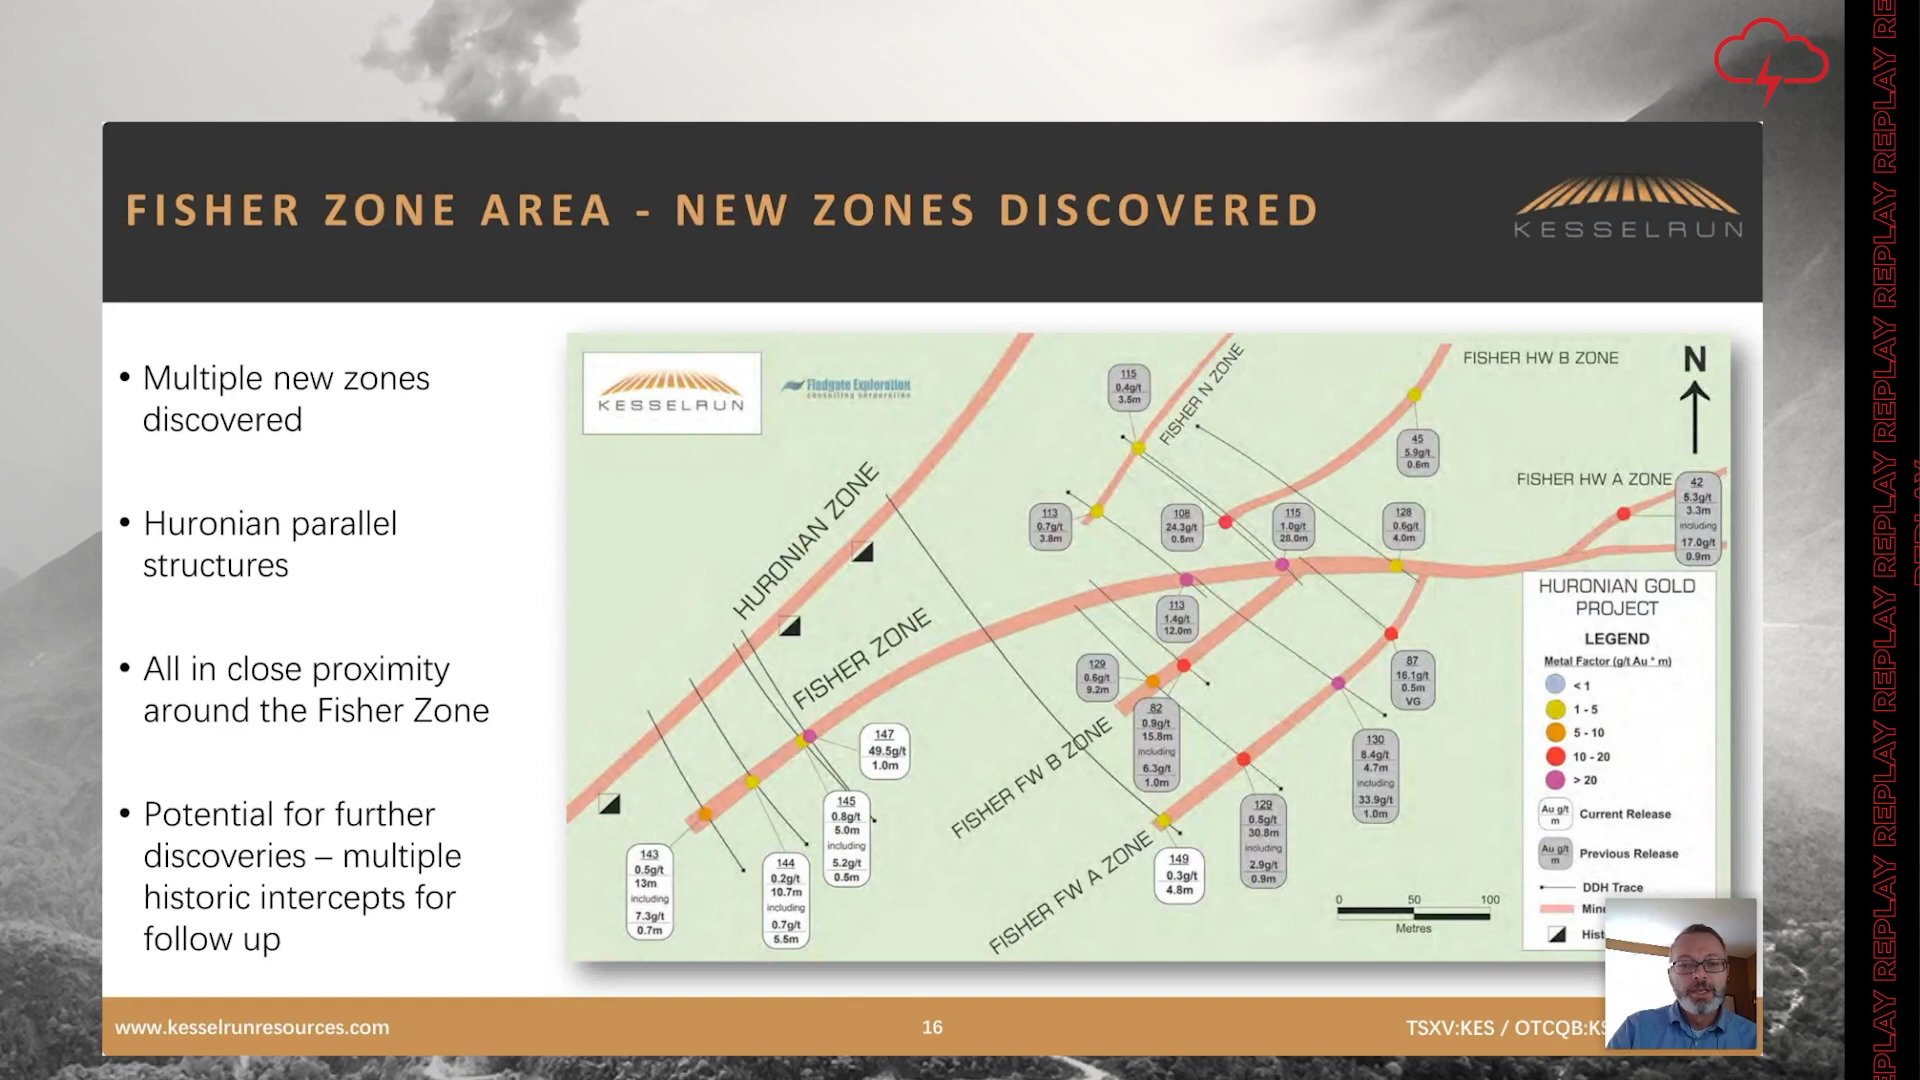 FISHER ZONE AREA - NEW ZONES DISCOVERED
KESSELRUN
• Multiple new zones
discovered
• Huronian parallel
structures
• All in close proximity
around the Fisher Zone
• Potential for further
discoveries – multiple
historic intercepts for
follow up
KESSELRUN
Fladgate Exploration
consulting corporation
HURONIAN ZONE
FISHER ZONE
FISHER N ZONE
FISHER HW B ZONE
FISHER HW A ZONE
FISHER FW B ZONE
FISHER FW A ZONE
N
115
0.4g/t
3.5m
45
5.9g/t
0.6m
42
5.3g/t
3.3m
including
17.0g/t
0.9m
113
0.7g/t
3.8m
108
24.3g/t
0.5m
115
1.0g/t
28.0m
128
0.6g/t
4.0m
113
1.4g/t
12.0m
129
0.6g/t
9.2m
82
0.9g/t
15.8m
including
6.3g/t
1.0m
87
16.1g/t
0.5m
VG
130
8.4g/t
4.7m
including
33.9g/t
1.0m
147
49.5g/t
1.0m
145
0.8g/t
5.0m
including
5.2g/t
0.5m
143
0.5g/t
13m
including
7.3g/t
0.7m
144
0.2g/t
10.7m
including
0.7g/t
5.5m
149
0.3g/t
4.8m
129
0.5g/t
30.8m
including
2.9g/t
0.9m
0 50 100
Metres
HURONIAN GOLD
PROJECT
LEGEND
Metal Factor (g/t Au * m)
< 1
1 - 5
5 - 10
10 - 20
> 20
Au g/t
m
Current Release
Au g/t
m
Previous Release
DDH Trace
www.kesselrunresources.com
16
TSXV:KES / OTCQB:
REPLAY REPLAY REPLAY REPLAY REPLAY REPLAY REPLAY